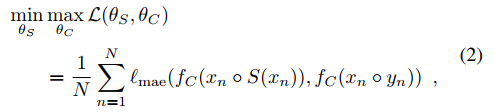 min max L(θ_S, θ_C)
θ_S θ_C
= 1/N ∑_{n=1}^{N} ℓ_mae(f_C(x_n ∘ S(x_n)), f_C(x_n ∘ y_n)) , (2)